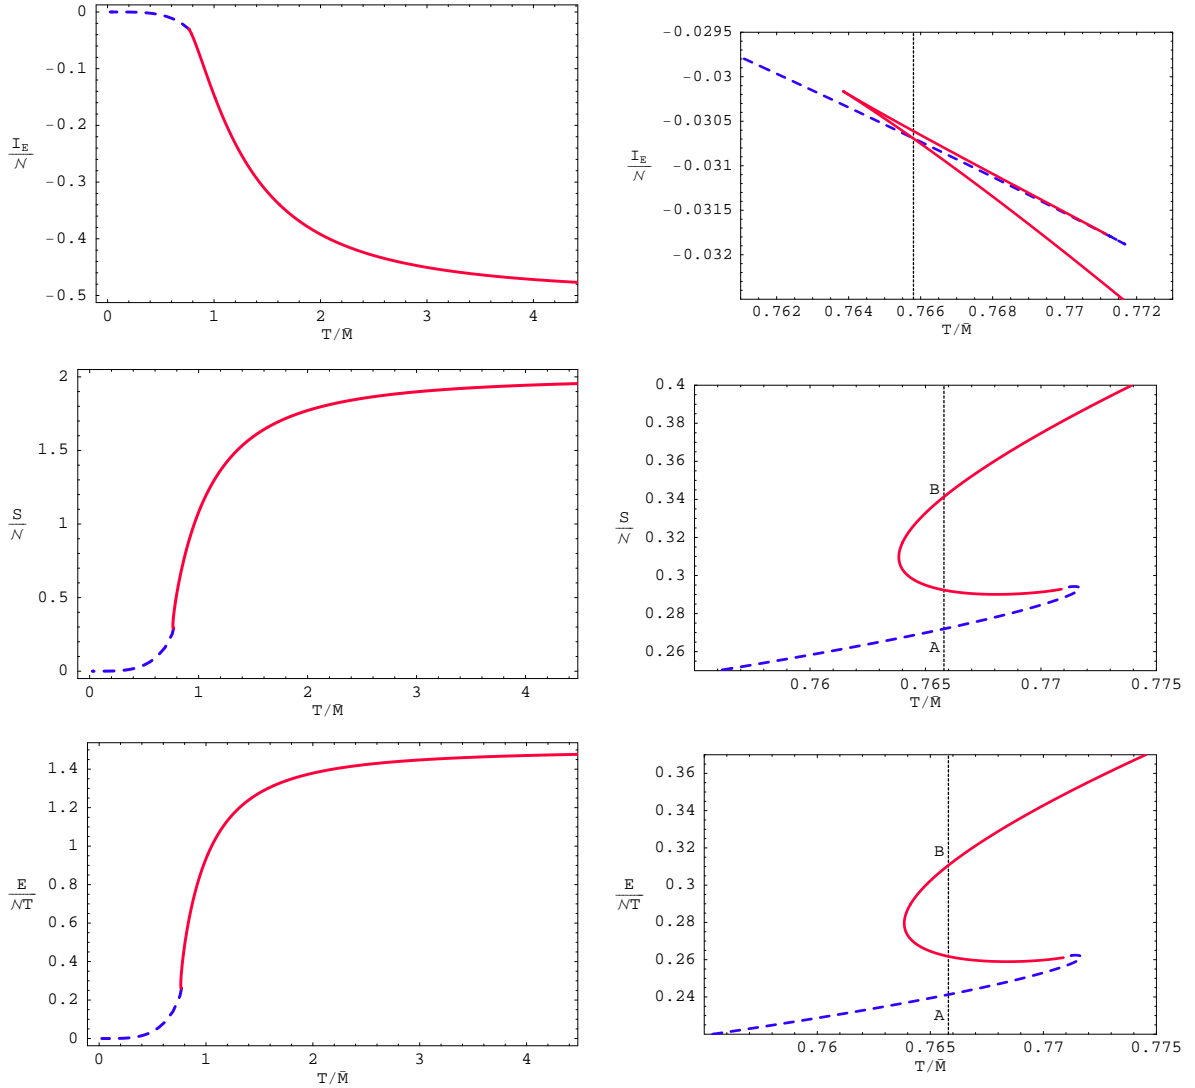 0
-0.1
-0.2
-0.3
-0.4
-0.5
I_E
N
0 1 2 3 4
T/M̄
-0.0295
-0.03
-0.0305
-0.031
-0.0315
-0.032
I_E
N
0.762 0.764 0.766 0.768 0.77 0.772
T/M̄
2
1.5
1
0.5
0
S
N
0 1 2 3 4
T/M̄
0.4
0.38
0.36
0.34
0.32
0.3
0.28
0.26
S
N
B
A
0.76 0.765 0.77 0.775
T/M̄
1.4
1.2
1
0.8
0.6
0.4
0.2
0
E
NT
0 1 2 3 4
T/M̄
0.36
0.34
0.32
0.3
0.28
0.26
0.24
E
NT
B
A
0.76 0.765 0.77 0.775
T/M̄